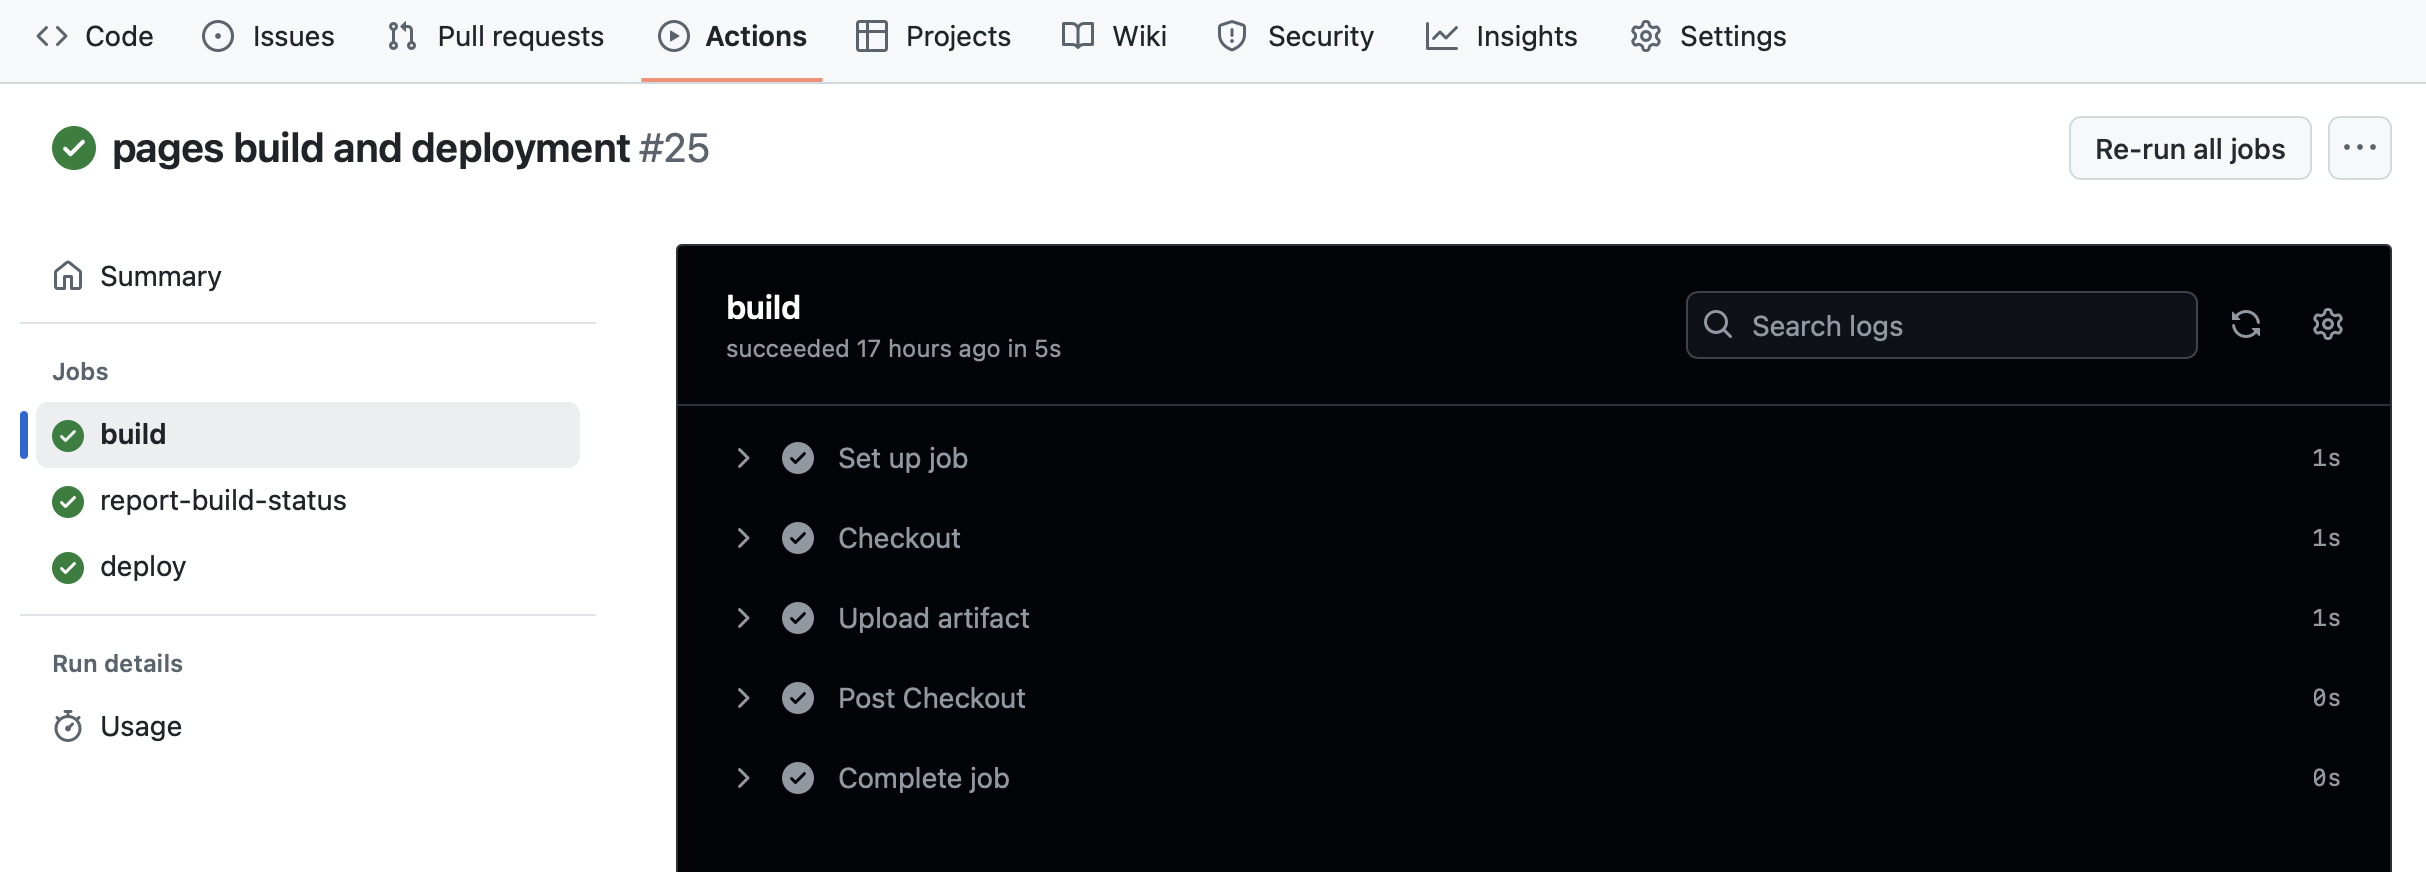 Code Issues Pull requests Actions Projects Wiki Security Insights Settings
pages build and deployment #25
Re-run all jobs
Summary
Jobs
build
report-build-status
deploy
Run details
Usage
build
succeeded 17 hours ago in 5s
Search logs
Set up job 1s
Checkout 1s
Upload artifact 1s
Post Checkout 0s
Complete job 0s